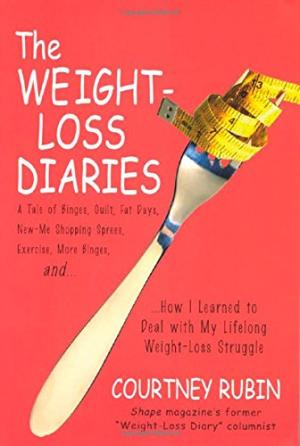 The
WEIGHT-
LOSS
DIARIES
A Tale of Binges, Guilt, Fat Days,
New-Me Shopping Sprees,
Exercise, More Binges,
and...
...How I Learned to
Deal with My Lifelong
Weight-Loss Struggle
COURTNEY RUBIN
Shape magazine's former
"Weight-Loss Diary" columnist